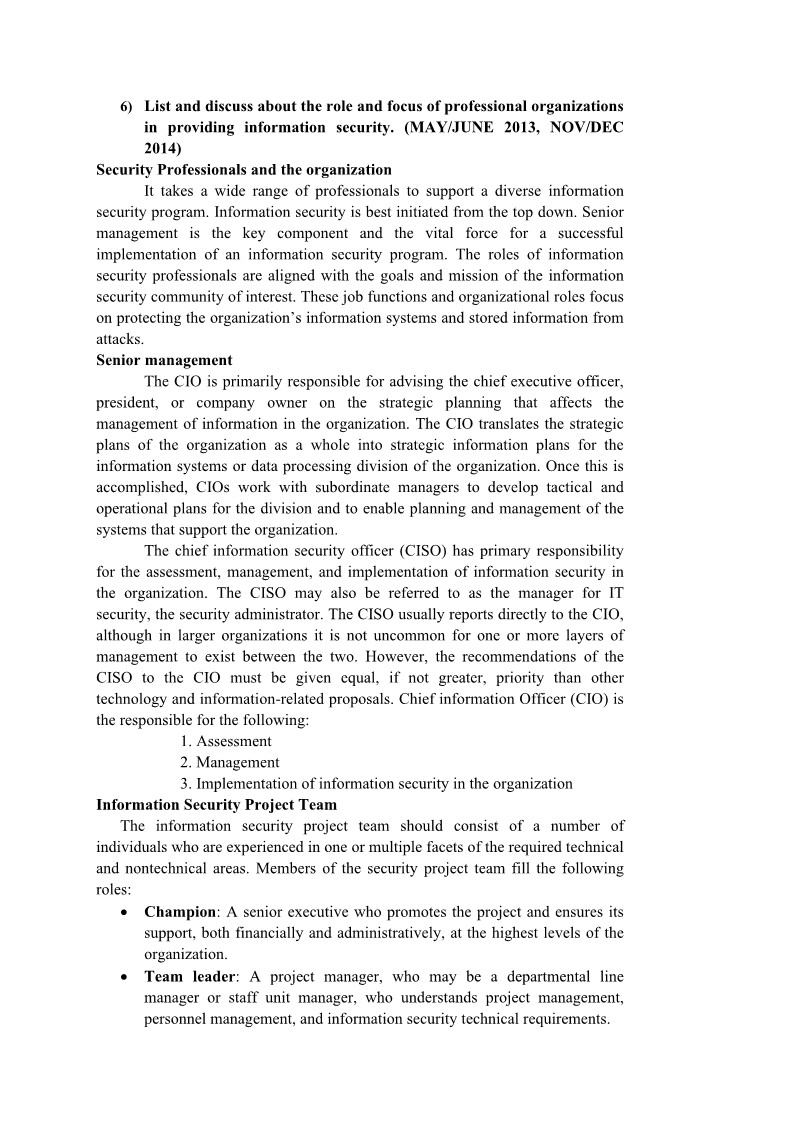 6) List and discuss about the role and focus of professional organizations
in providing information security. (MAY/JUNE 2013, NOV/DEC
2014)
Security Professionals and the organization
It takes a wide range of professionals to support a diverse information
security program. Information security is best initiated from the top down. Senior
management is the key component and the vital force for a successful
implementation of an information security program. The roles of information
security professionals are aligned with the goals and mission of the information
security community of interest. These job functions and organizational roles focus
on protecting the organization’s information systems and stored information from
attacks.
Senior management
The CIO is primarily responsible for advising the chief executive officer,
president, or company owner on the strategic planning that affects the
management of information in the organization. The CIO translates the strategic
plans of the organization as a whole into strategic information plans for the
information systems or data processing division of the organization. Once this is
accomplished, CIOs work with subordinate managers to develop tactical and
operational plans for the division and to enable planning and management of the
systems that support the organization.
The chief information security officer (CISO) has primary responsibility
for the assessment, management, and implementation of information security in
the organization. The CISO may also be referred to as the manager for IT
security, the security administrator. The CISO usually reports directly to the CIO,
although in larger organizations it is not uncommon for one or more layers of
management to exist between the two. However, the recommendations of the
CISO to the CIO must be given equal, if not greater, priority than other
technology and information-related proposals. Chief information Officer (CIO) is
the responsible for the following:
1. Assessment
2. Management
3. Implementation of information security in the organization
Information Security Project Team
The information security project team should consist of a number of
individuals who are experienced in one or multiple facets of the required technical
and nontechnical areas. Members of the security project team fill the following
roles:
• Champion: A senior executive who promotes the project and ensures its
support, both financially and administratively, at the highest levels of the
organization.
• Team leader: A project manager, who may be a departmental line
manager or staff unit manager, who understands project management,
personnel management, and information security technical requirements.